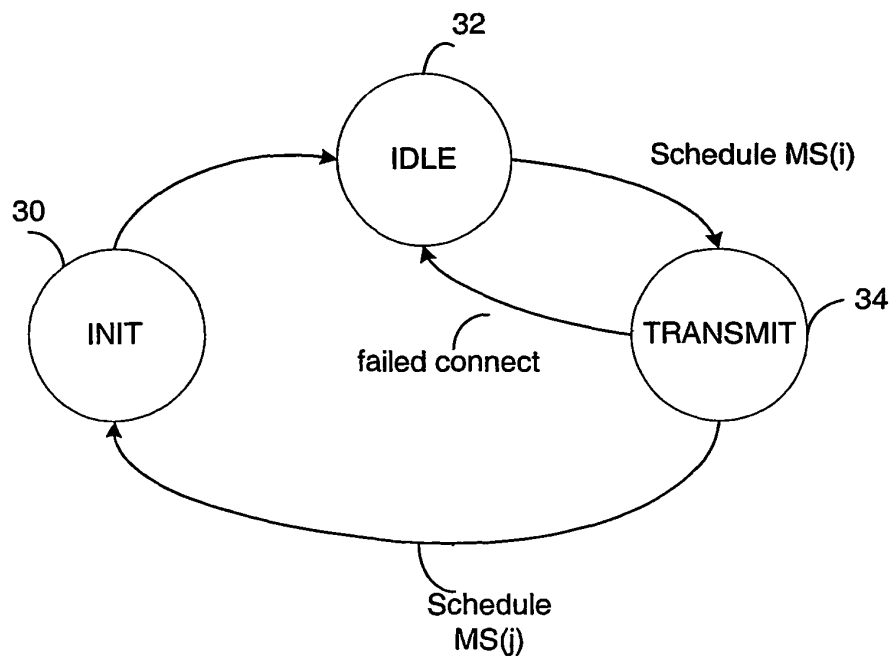 32
IDLE
Schedule MS(i)
30
34
INIT
TRANSMIT
failed connect
Schedule
MS(j)